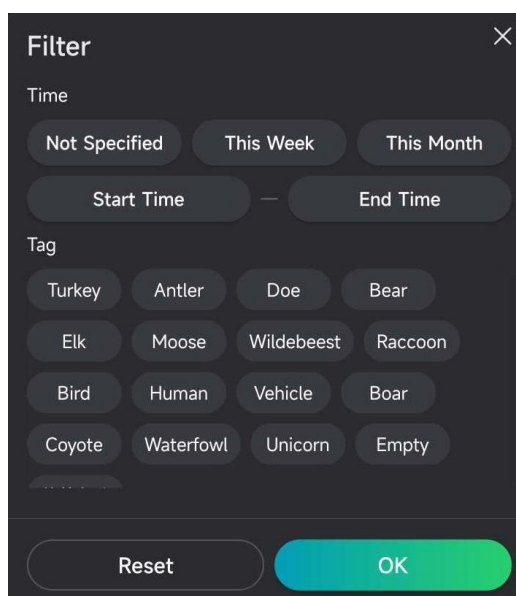 Filter
Time
Not Specified This Week This Month
Start Time — End Time
Tag
Turkey Antler Doe Bear
Elk Moose Wildebeest Raccoon
Bird Human Vehicle Boar
Coyote Waterfowl Unicorn Empty
Reset OK